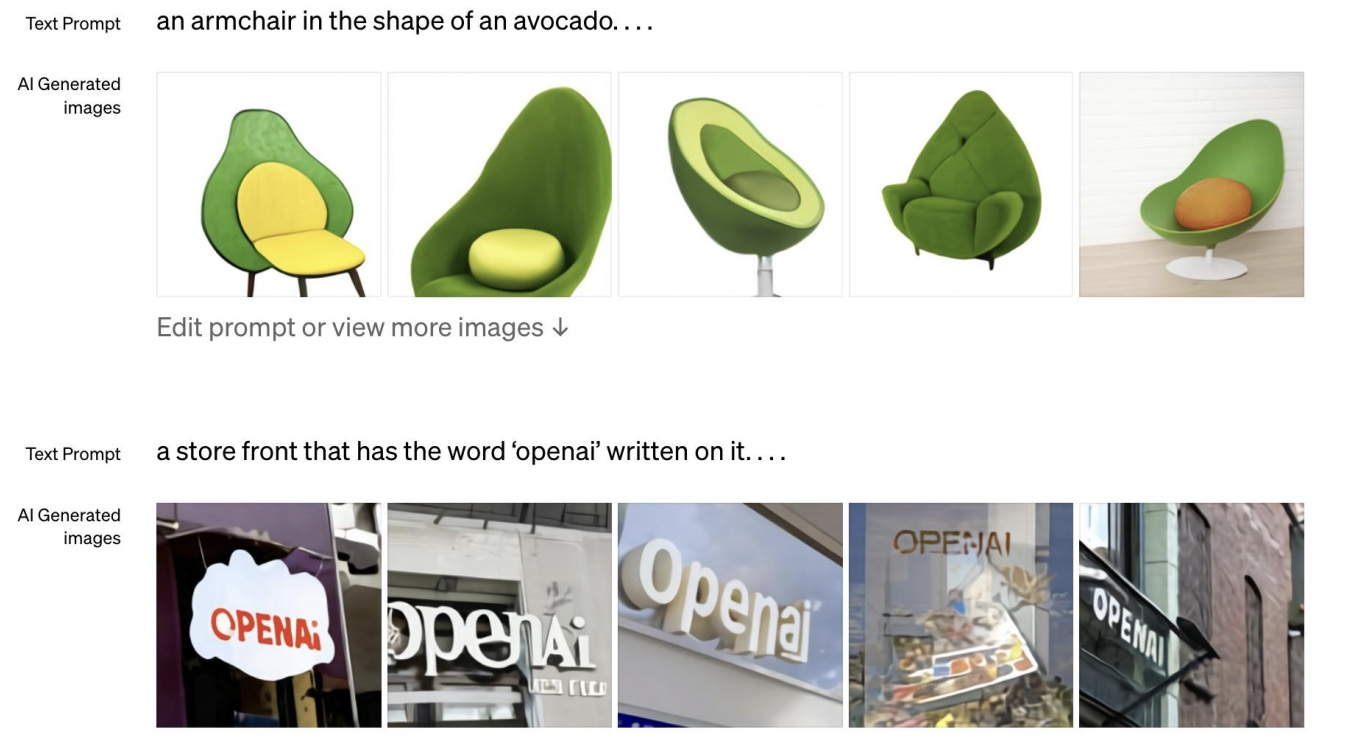 Text Prompt
an armchair in the shape of an avocado. . . .
AI Generated
images
Edit prompt or view more images ↓
Text Prompt
a store front that has the word ‘openai’ written on it. . . .
AI Generated
images
OPENAi
openAi
Openai
OPENAI
OPENAI